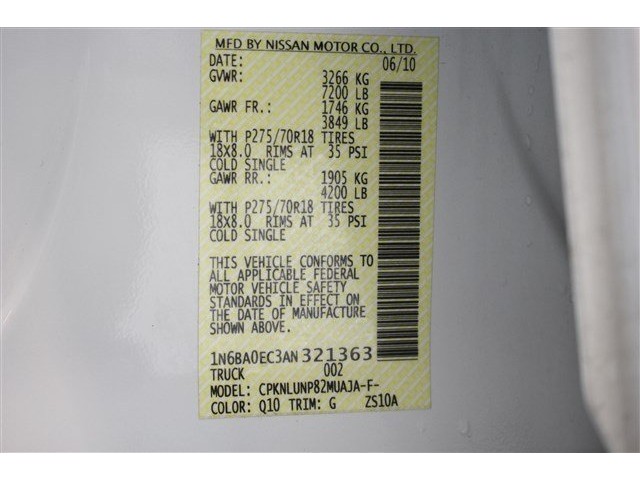 MFD BY NISSAN MOTOR CO., LTD.
DATE: 06/10
GVWR: 3266 KG
7200 LB
GAWR FR.: 1746 KG
3849 LB
WITH P275/70R18 TIRES
18X8.0 RIMS AT 35 PSI
COLD SINGLE
GAWR RR.: 1905 KG
4200 LB
WITH P275/70R18 TIRES
18X8.0 RIMS AT 35 PSI
COLD SINGLE
THIS VEHICLE CONFORMS TO
ALL APPLICABLE FEDERAL
MOTOR VEHICLE SAFETY
STANDARDS IN EFFECT ON
THE DATE OF MANUFACTURE
SHOWN ABOVE.
1N6BA0EC3AN321363
TRUCK 002
MODEL: CPKNLUNP82MUAJA-F-
COLOR: Q10 TRIM: G ZS10A